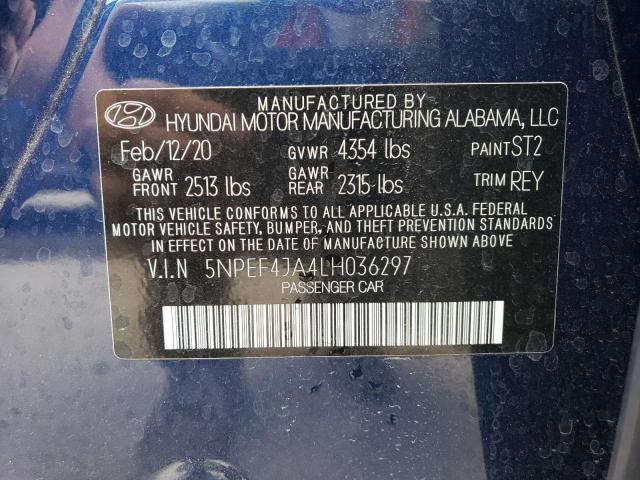 MANUFACTURED BY
HYUNDAI MOTOR MANUFACTURING ALABAMA, LLC
Feb/12/20 GVWR 4354 lbs PAINT ST2
GAWR FRONT 2513 lbs GAWR REAR 2315 lbs TRIM REY
THIS VEHICLE CONFORMS TO ALL APPLICABLE U.S.A. FEDERAL
MOTOR VEHICLE SAFETY, BUMPER, AND THEFT PREVENTION STANDARDS
IN EFFECT ON THE DATE OF MANUFACTURE SHOWN ABOVE.
V.I.N 5NPEF4JA4LH036297
PASSENGER CAR